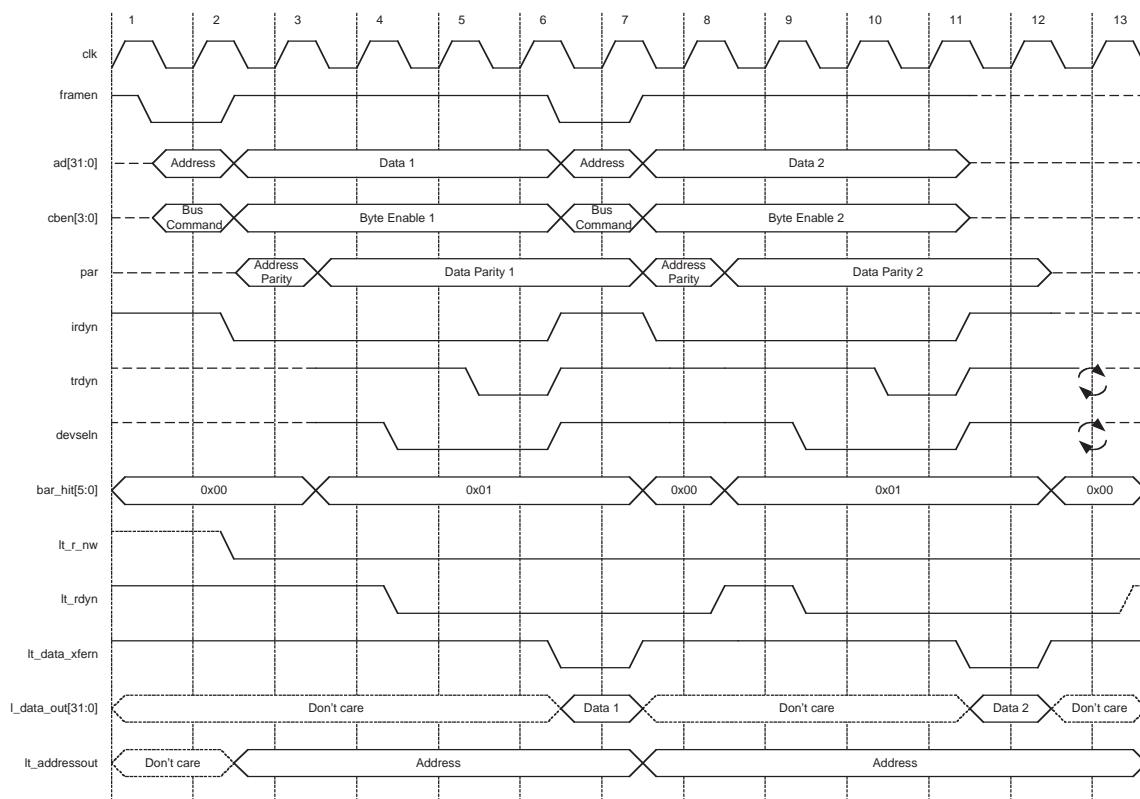 1 2 3 4 5 6 7 8 9 10 11 12 13
clk
framen
ad[31:0] Address Data 1 Address Data 2
cben[3:0] Bus Command Byte Enable 1 Bus Command Byte Enable 2
par Address Parity Data Parity 1 Address Parity Data Parity 2
irdyn
trdyn
devseln
bar_hit[5:0] 0x00 0x01 0x00 0x01 0x00
lt_r_nw
lt_rdyn
lt_data_xfern
l_data_out[31:0] Don't care Data 1 Don't care Data 2 Don't care
lt_addressout Don't care Address Address